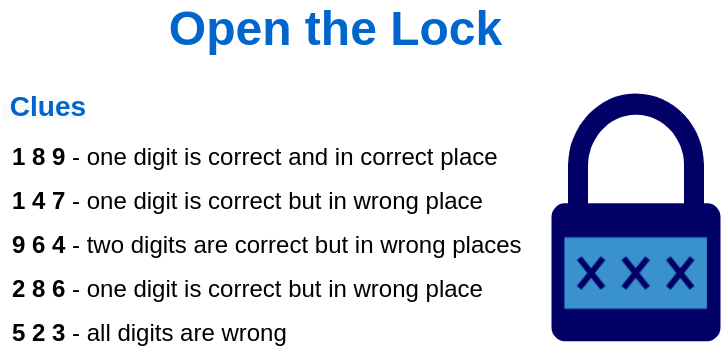 Open the Lock
Clues
1 8 9 - one digit is correct and in correct place
1 4 7 - one digit is correct but in wrong place
9 6 4 - two digits are correct but in wrong places
2 8 6 - one digit is correct but in wrong place
5 2 3 - all digits are wrong
X X X